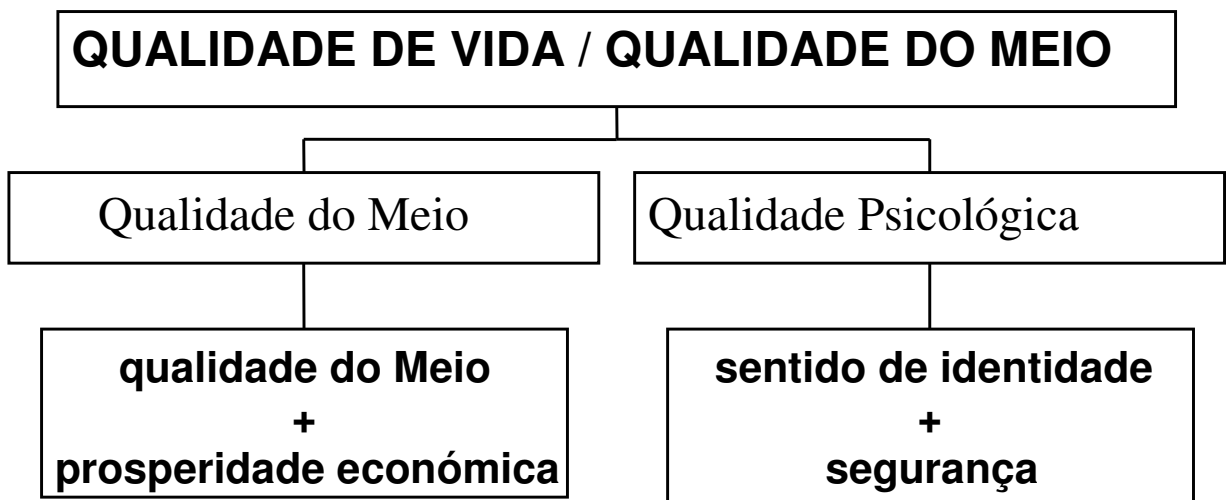 QUALIDADE DE VIDA / QUALIDADE DO MEIO
Qualidade do Meio
Qualidade Psicológica
qualidade do Meio
+
prosperidade económica
sentido de identidade
+
segurança